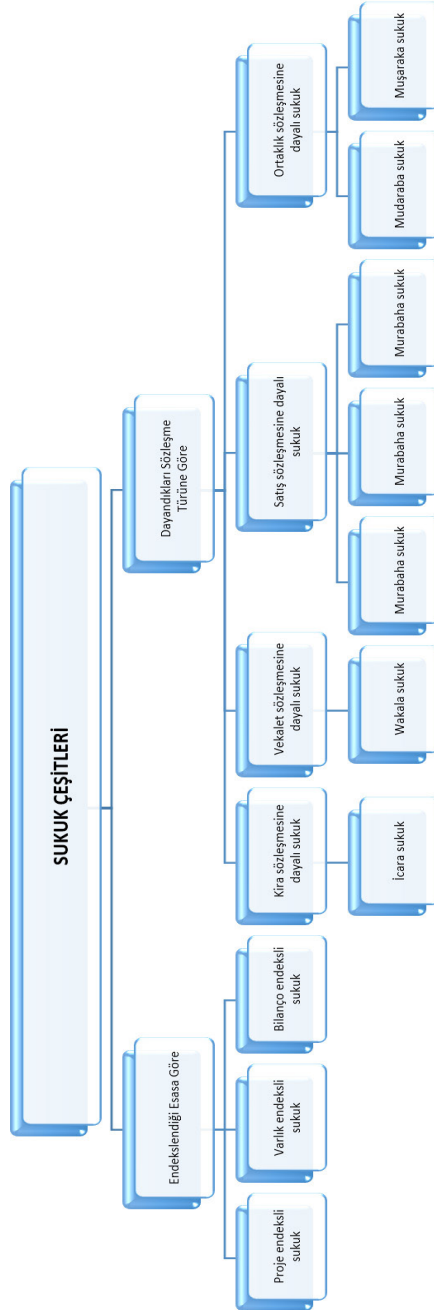 SUKUK ÇEŞİTLERİ
Endekslendiği Esasa Göre
Dayandıkları Sözleşme
Türüne Göre
Proje endeksli
sukuk
Varlık endeksli
sukuk
Bilanço endeksli
sukuk
Kira sözleşmesine
dayalı sukuk
Vekalet sözleşmesine
dayalı sukuk
Satış sözleşmesine dayalı
sukuk
Ortaklık sözleşmesine
dayalı sukuk
İcara sukuk
Wakala sukuk
Murabaha sukuk
Murabaha sukuk
Murabaha sukuk
Mudaraba sukuk
Muşaraka sukuk